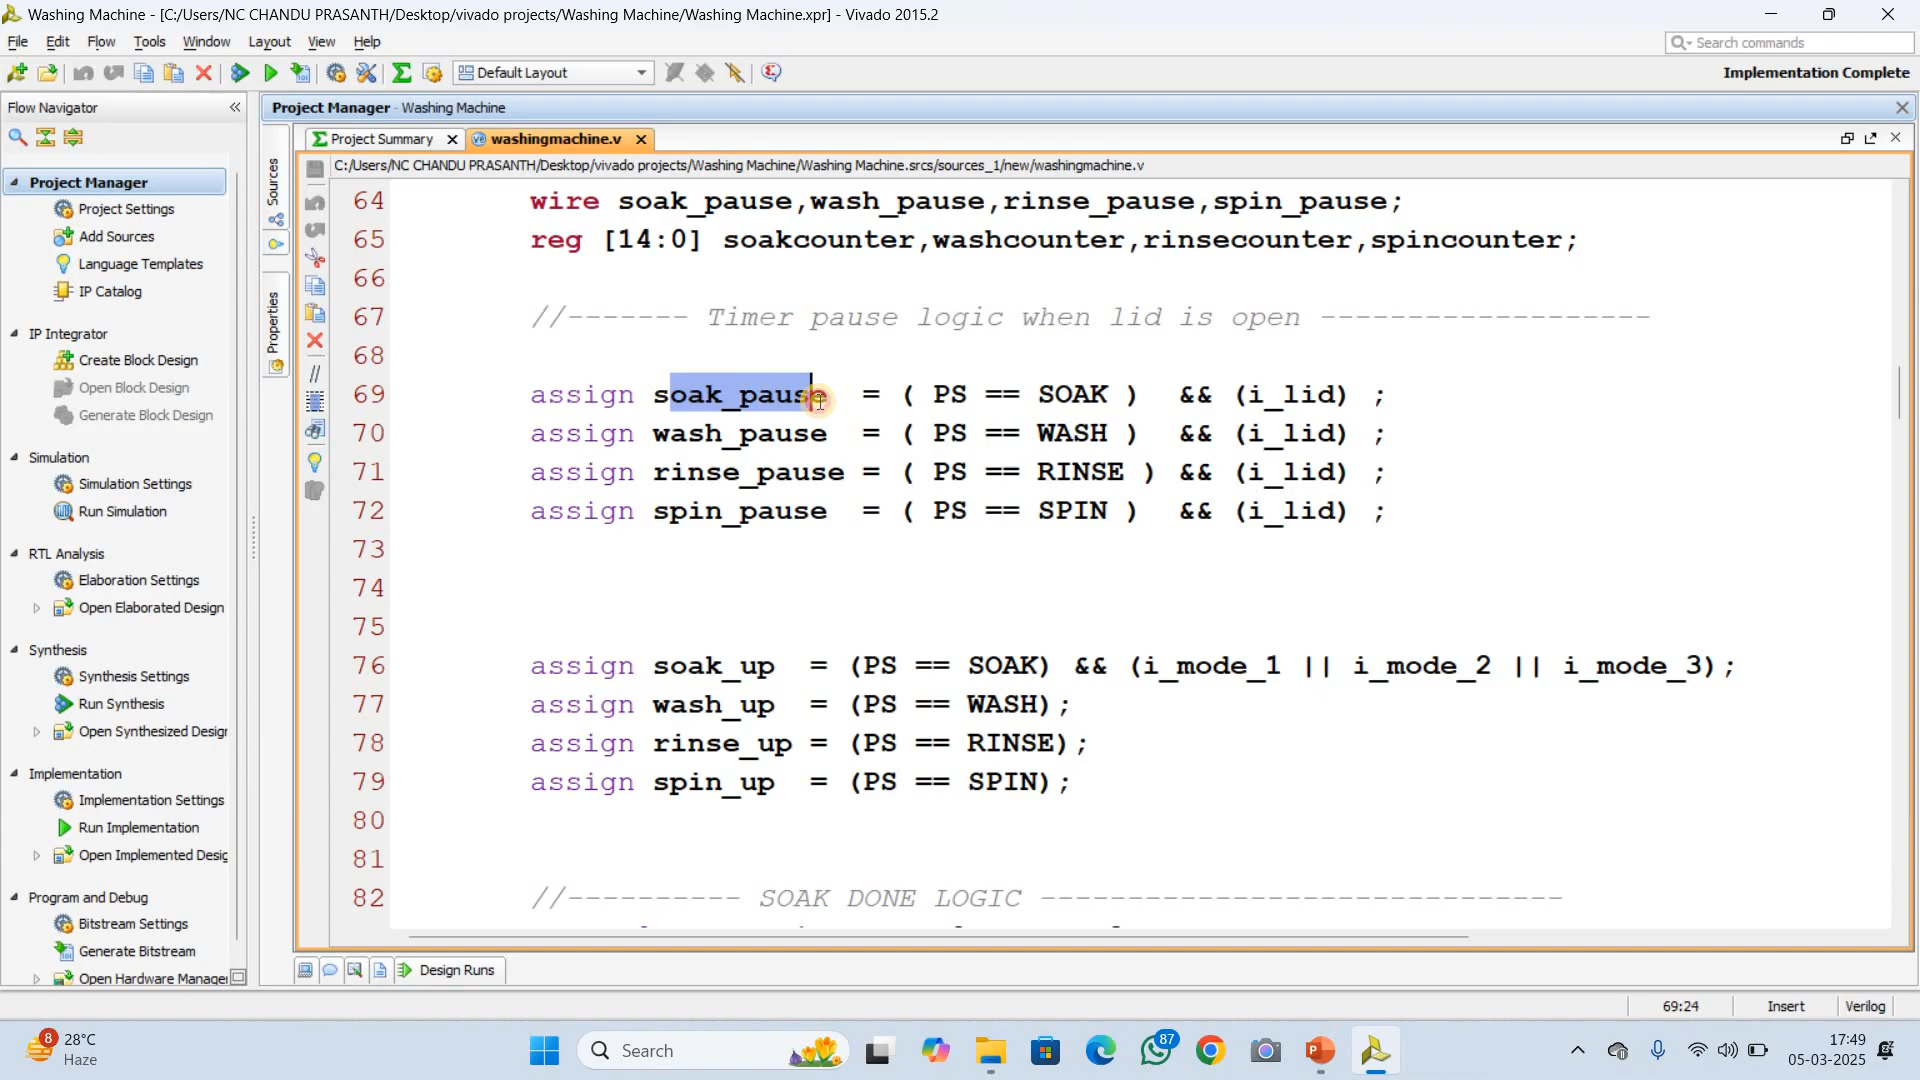 Washing Machine - [C:/Users/NC CHANDU PRASANTH/Desktop/vivado projects/Washing Machine/Washing Machine.xpr] - Vivado 2015.2
File Edit Flow Tools Window Layout View Help
Search commands
Default Layout
Implementation Complete
Flow Navigator
Project Manager - Washing Machine
Project Summary
washingmachine.v
C:/Users/NC CHANDU PRASANTH/Desktop/vivado projects/Washing Machine/Washing Machine.srcs/sources_1/new/washingmachine.v
Project Manager
Project Settings
Add Sources
Language Templates
IP Catalog
IP Integrator
Create Block Design
Open Block Design
Generate Block Design
Simulation
Simulation Settings
Run Simulation
RTL Analysis
Elaboration Settings
Open Elaborated Design
Synthesis
Synthesis Settings
Run Synthesis
Open Synthesized Design
Implementation
Implementation Settings
Run Implementation
Open Implemented Desig
Program and Debug
Bitstream Settings
Generate Bitstream
Open Hardware Manager
Sources
Properties
64 wire soak_pause,wash_pause,rinse_pause,spin_pause;
65 reg [14:0] soakcounter,washcounter,rinsecounter,spincounter;
66
67 //------- Timer pause logic when lid is open -------------------
68
69 assign soak_pause = ( PS == SOAK ) && (i_lid) ;
70 assign wash_pause = ( PS == WASH ) && (i_lid) ;
71 assign rinse_pause = ( PS == RINSE ) && (i_lid) ;
72 assign spin_pause = ( PS == SPIN ) && (i_lid) ;
73
74
75
76 assign soak_up = (PS == SOAK) && (i_mode_1 || i_mode_2 || i_mode_3);
77 assign wash_up = (PS == WASH);
78 assign rinse_up = (PS == RINSE);
79 assign spin_up = (PS == SPIN);
80
81
82 //---------- SOAK DONE LOGIC ------------------------------
Design Runs
69:24 Insert Verilog
8
28°C
Haze
Search
87
17:49
05-03-2025